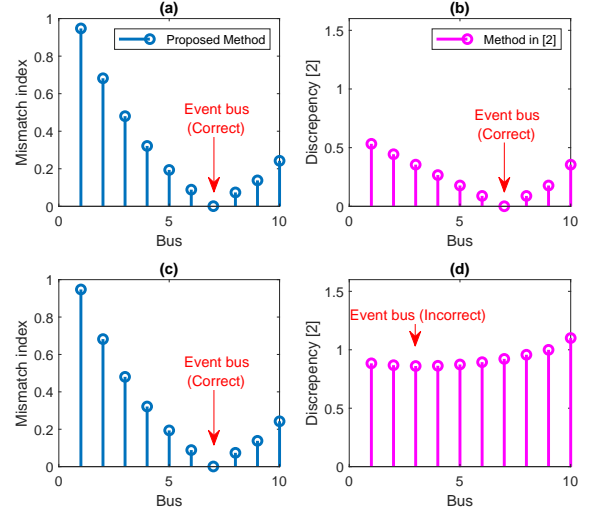 (a)
Mismatch index
1
0.8
0.6
0.4
0.2
0
Proposed Method
Event bus
(Correct)
0
5
10
Bus
(b)
Discrepency [2]
1.5
1
0.5
0
Method in [2]
Event bus
(Correct)
0
5
10
Bus
(c)
Mismatch index
1
0.8
0.6
0.4
0.2
0
Event bus
(Correct)
0
5
10
Bus
(d)
Discrepency [2]
1.5
1
0.5
0
Event bus (Incorrect)
0
5
10
Bus